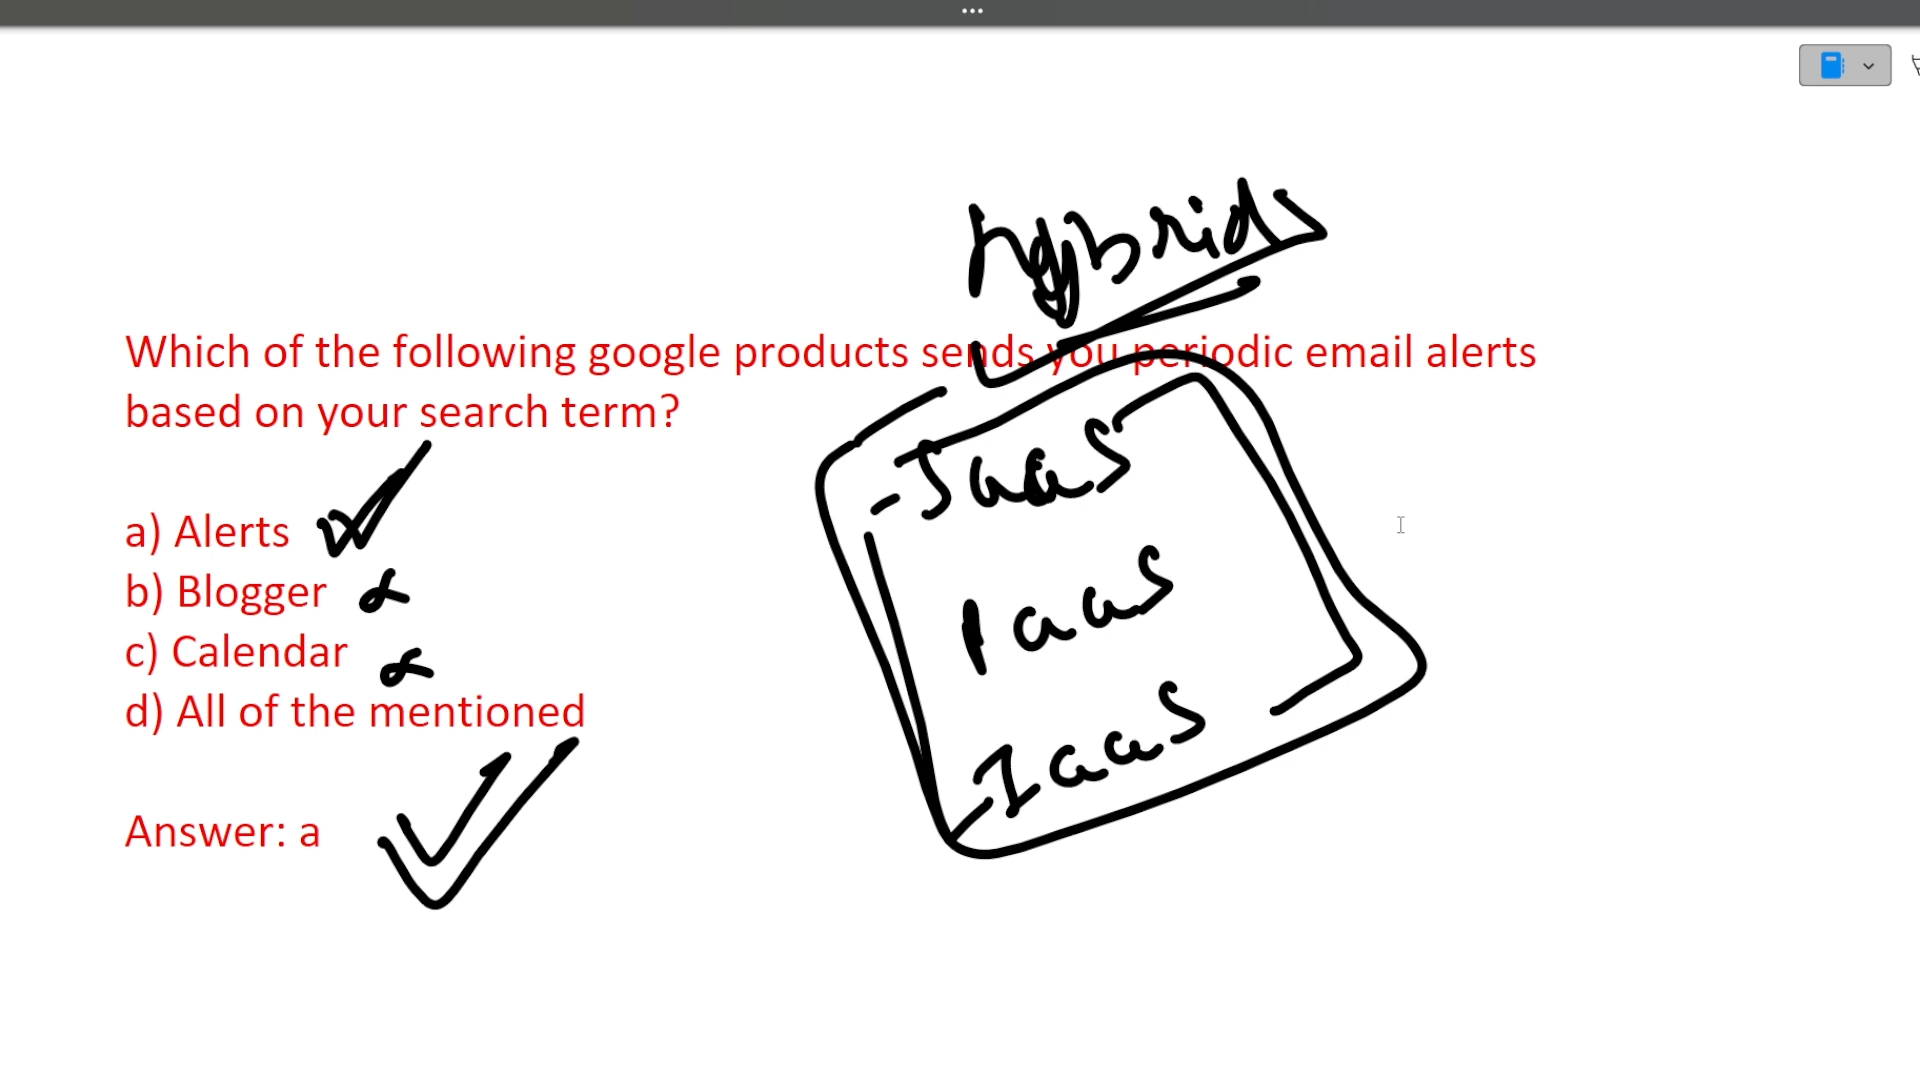 hybrids
Which of the following google products sends you periodic email alerts
based on your search term?
a) Alerts
b) Blogger
c) Calendar
d) All of the mentioned
Answer: a
-SaaS
PaaS
IaaS